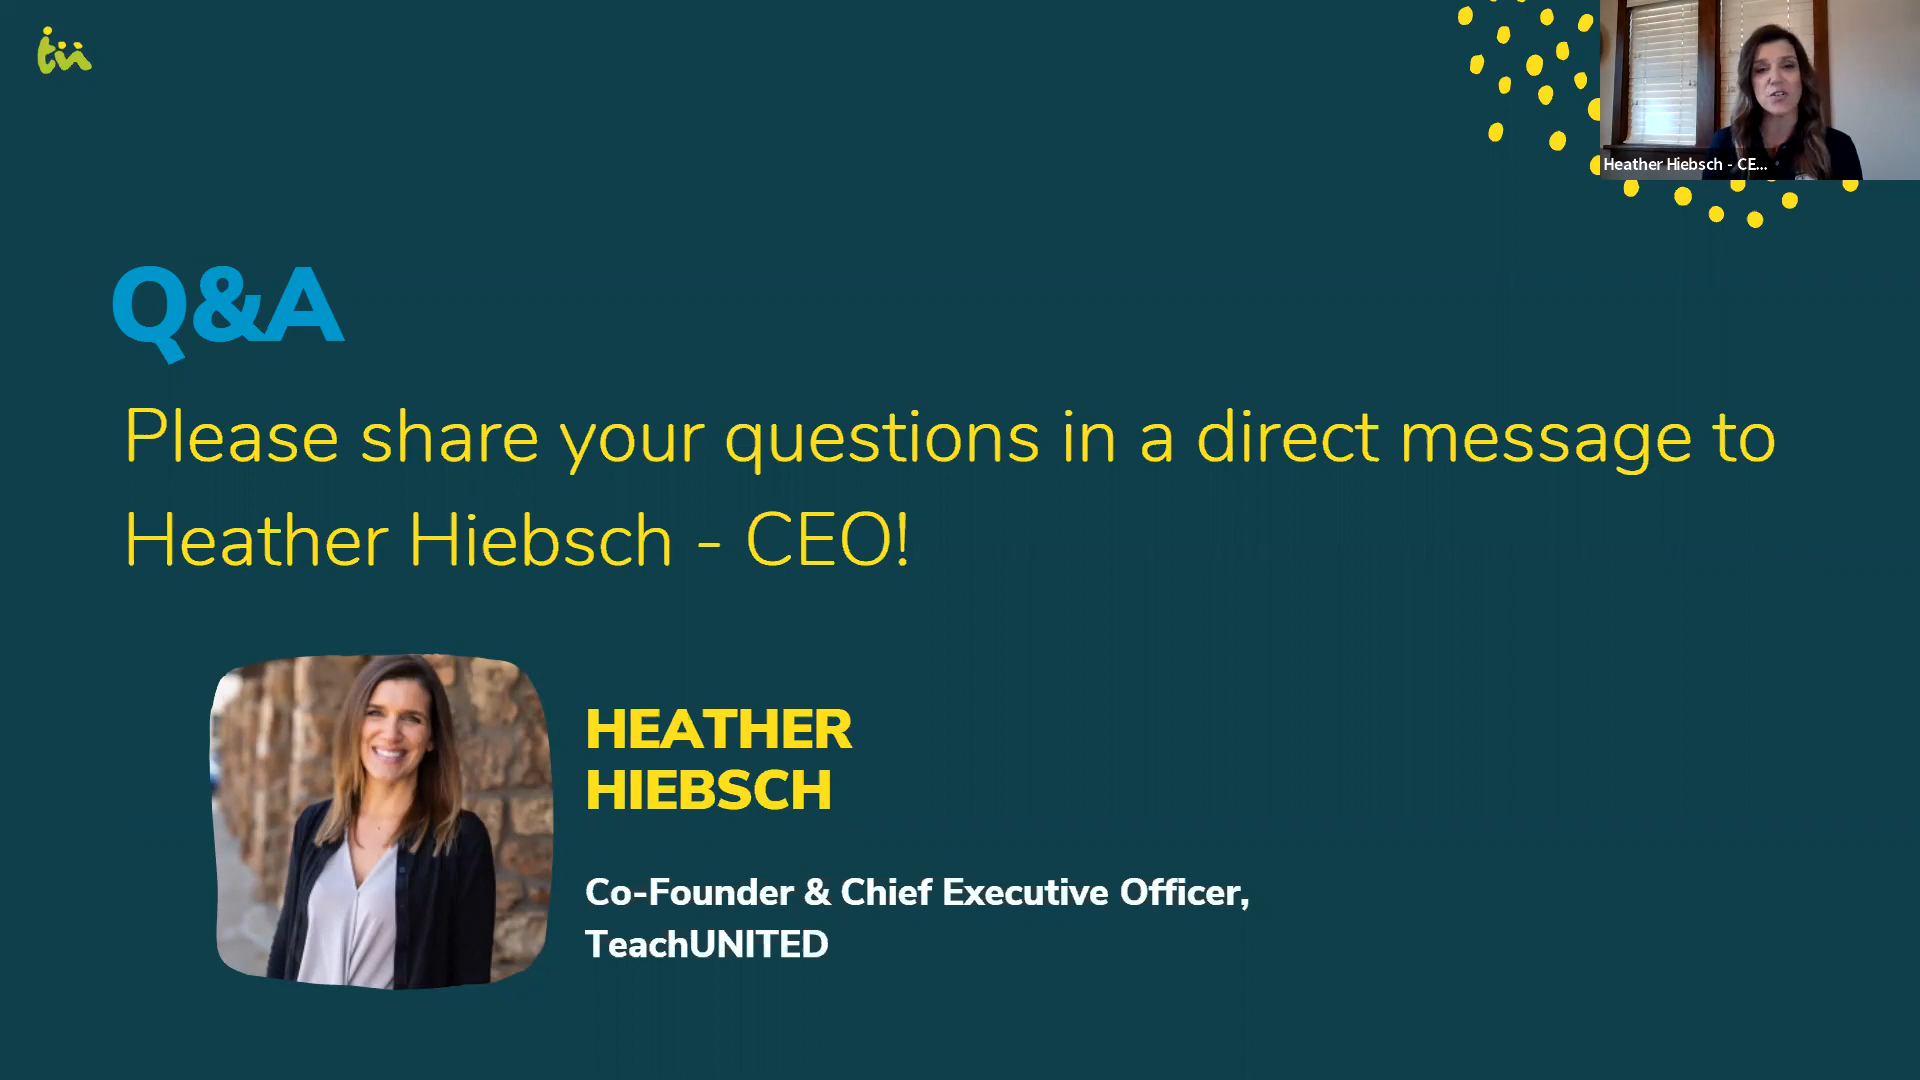 Heather Hiebsch - CE...
Q&A
Please share your questions in a direct message to
Heather Hiebsch - CEO!
HEATHER
HIEBSCH
Co-Founder & Chief Executive Officer,
TeachUNITED